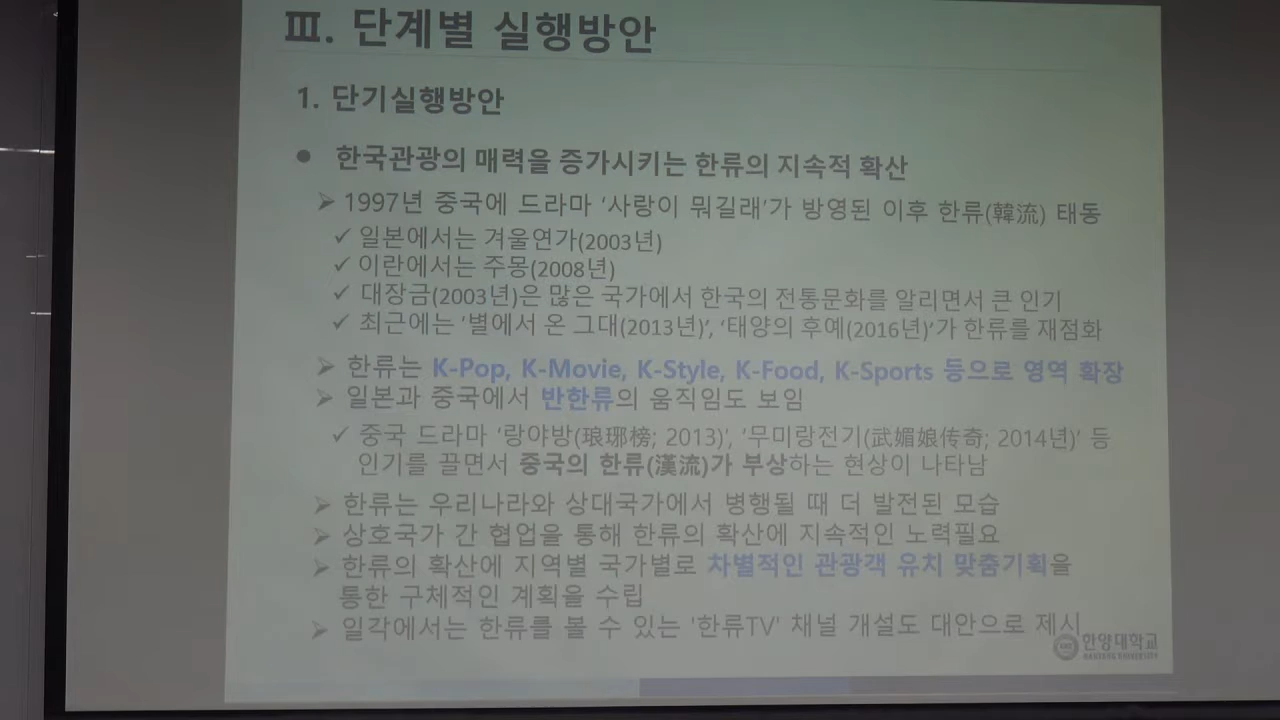 Ⅲ. 단계별 실행방안
1. 단기실행방안
● 한국관광의 매력을 증가시키는 한류의 지속적 확산
➢ 1997년 중국에 드라마 ‘사랑이 뭐길래’가 방영된 이후 한류(韓流) 태동
✓ 일본에서는 겨울연가(2003년)
✓ 이란에서는 주몽(2008년)
✓ 대장금(2003년)은 많은 국가에서 한국의 전통문화를 알리면서 큰 인기
✓ 최근에는 ‘별에서 온 그대(2013년)’, ‘태양의 후예(2016년)’가 한류를 재점화
➢ 한류는 K-Pop, K-Movie, K-Style, K-Food, K-Sports 등으로 영역 확장
➢ 일본과 중국에서 반한류의 움직임도 보임
✓ 중국 드라마 ‘랑야방(琅琊榜; 2013)’, ‘무미랑전기(武媚娘传奇; 2014년)’ 등
인기를 끌면서 중국의 한류(漢流)가 부상하는 현상이 나타남
➢ 한류는 우리나라와 상대국가에서 병행될 때 더 발전된 모습
➢ 상호국가 간 협업을 통해 한류의 확산에 지속적인 노력필요
➢ 한류의 확산에 지역별 국가별로 차별적인 관광객 유치 맞춤기획을
통한 구체적인 계획을 수립
➢ 일각에서는 한류를 볼 수 있는 '한류TV' 채널 개설도 대안으로 제시
한양대학교
HANYANG UNIVERSITY